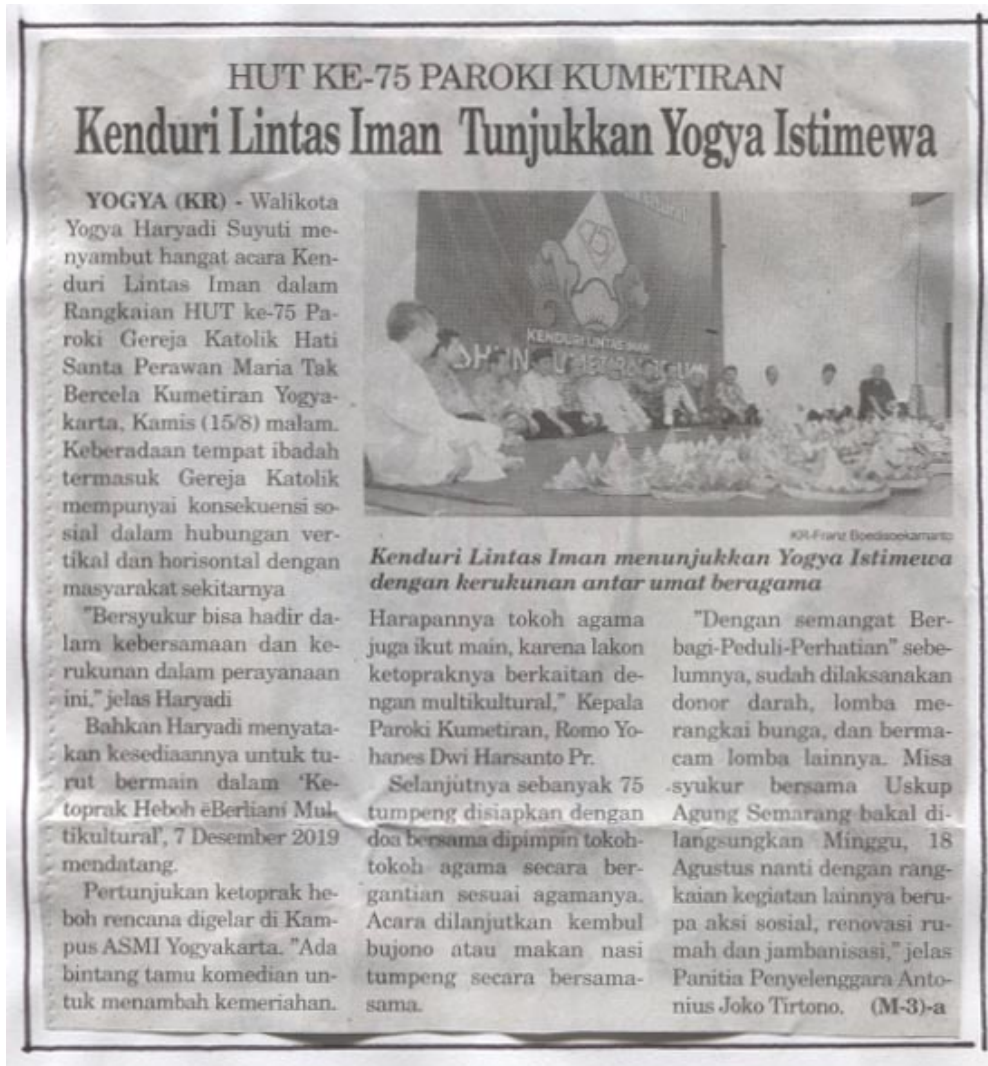 HUT KE-75 PAROKI KUMETIRAN
Kenduri Lintas Iman Tunjukkan Yogya Istimewa
YOGYA (KR) - Walikota
Yogya Haryadi Suyuti me-
nyambut hangat acara Ken-
duri Lintas Iman dalam
Rangkaian HUT ke-75 Pa-
roki Gereja Katolik Hati
Santa Perawan Maria Tak
Bercela Kumetiran Yogya-
karta, Kamis (15/8) malam.
Keberadaan tempat ibadah
termasuk Gereja Katolik
mempunyai konsekuensi so-
sial dalam hubungan ver-
tikal dan horisontal dengan
masyarakat sekitarnya
"Bersyukur bisa hadir da-
lam kebersamaan dan ke-
rukunan dalam perayanaan
ini," jelas Haryadi
Bahkan Haryadi menyata-
kan kesediaannya untuk tu-
rut bermain dalam 'Ke-
toprak Heboh ëBerliani Mul-
tikultural', 7 Desember 2019
mendatang.
Pertunjukan ketoprak he-
boh rencana digelar di Kam-
pus ASMI Yogyakarta. "Ada
bintang tamu komedian un-
tuk menambah kemeriahan.
75
KENDURI LINTAS IMAN
KR-Franz Boedisoekarnanto
Kenduri Lintas Iman menunjukkan Yogya Istimewa
dengan kerukunan antar umat beragama
Harapannya tokoh agama
juga ikut main, karena lakon
ketopraknya berkaitan de-
ngan multikultural," Kepala
Paroki Kumetiran, Romo Yo-
hanes Dwi Harsanto Pr.
Selanjutnya sebanyak 75
tumpeng disiapkan dengan
doa bersama dipimpin tokoh-
tokoh agama secara ber-
gantian sesuai agamanya.
Acara dilanjutkan kembul
bujono atau makan nasi
tumpeng secara bersama-
sama.
"Dengan semangat Ber-
bagi-Peduli-Perhatian" sebe-
lumnya, sudah dilaksanakan
donor darah, lomba me-
rangkai bunga, dan berma-
cam lomba lainnya. Misa
syukur bersama Uskup
Agung Semarang bakal di-
langsungkan Minggu, 18
Agustus nanti dengan rang-
kaian kegiatan lainnya beru-
pa aksi sosial, renovasi ru-
mah dan jambanisasi," jelas
Panitia Penyelenggara Anto-
nius Joko Tirtono. (M-3)-a